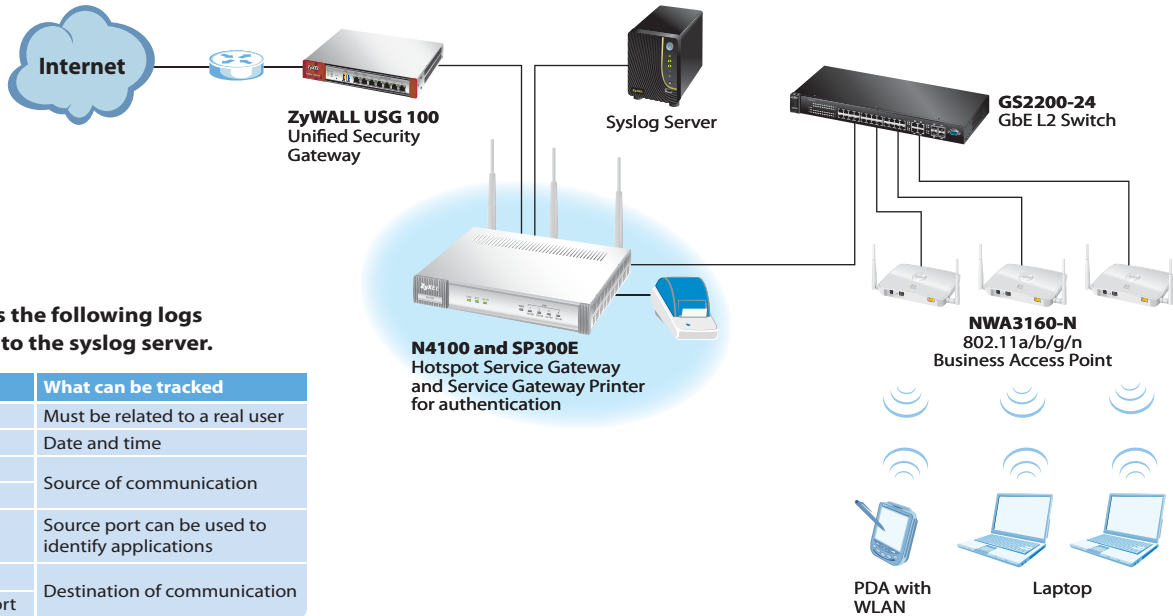 Internet
ZyWALL USG 100
Unified Security
Gateway
Syslog Server
GS2200-24
GbE L2 Switch
ZyXEL
N4100 and SP300E
Hotspot Service Gateway
and Service Gateway Printer
for authentication
NWA3160-N
802.11a/b/g/n
Business Access Point
PDA with
WLAN
Laptop
s the following logs
to the syslog server.
What can be tracked
Must be related to a real user
Date and time
Source of communication
Source port can be used to
identify applications
Destination of communication
ort